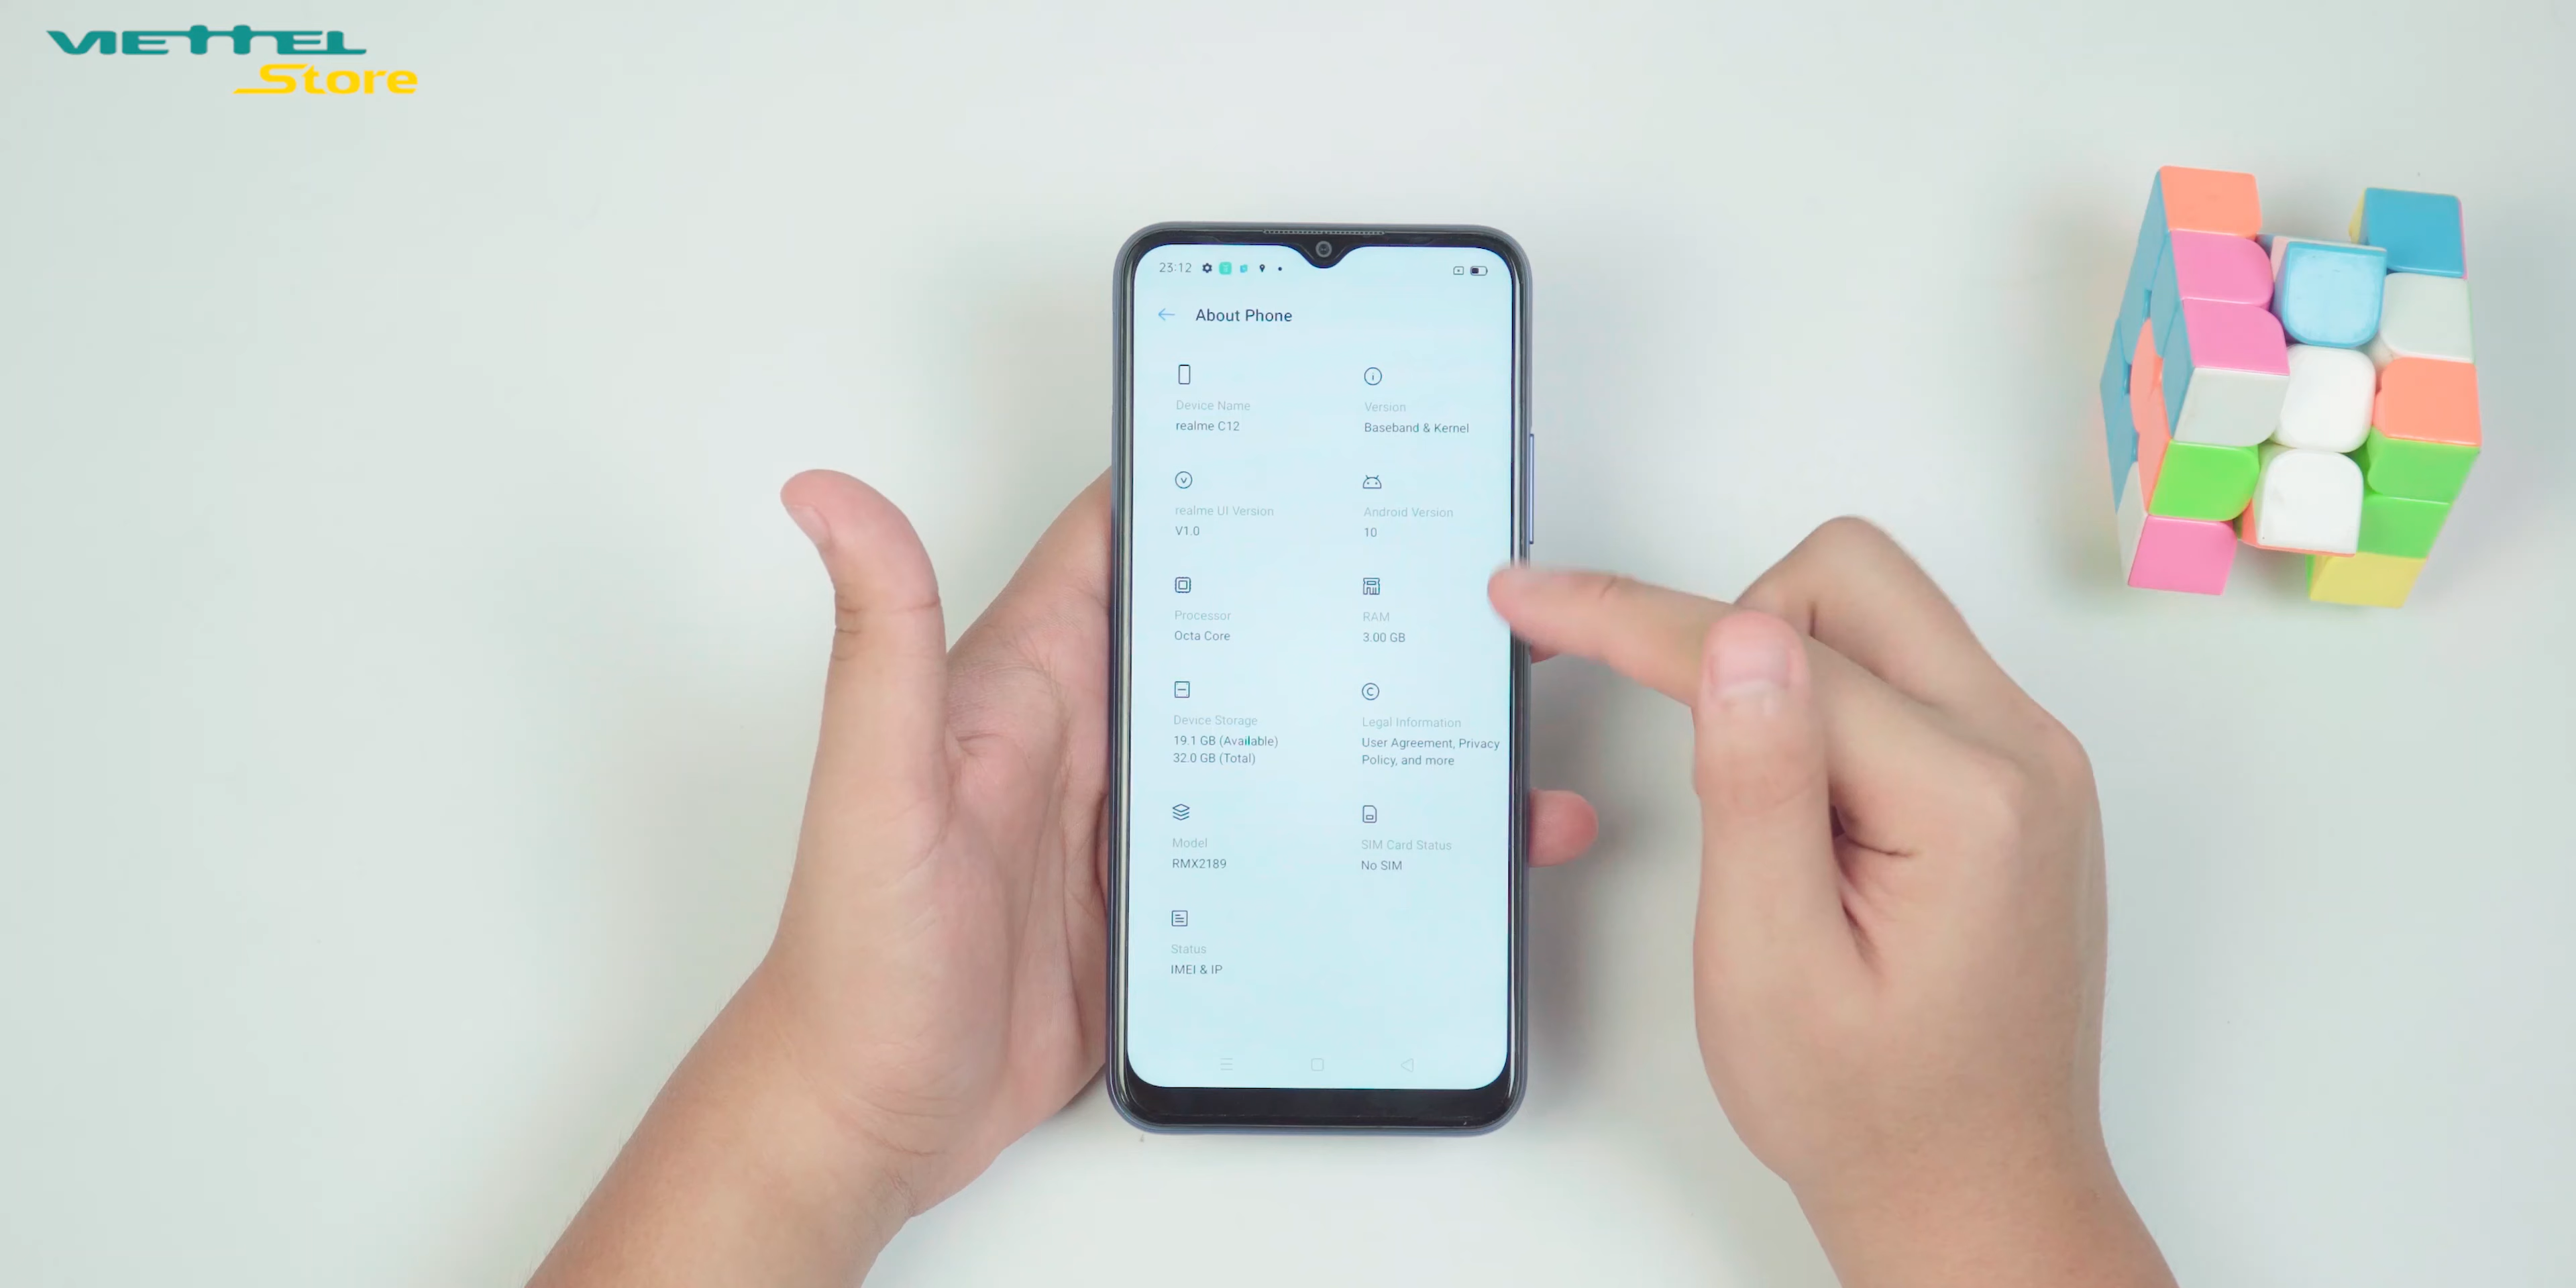 VIETTEL
Store
23:12
About Phone
Device Name
realme C12
Version
Baseband & Kernel
realme UI Version
V1.0
Android Version
10
Processor
Octa Core
RAM
3.00 GB
Device Storage
19.1 GB (Available)
32.0 GB (Total)
Legal Information
User Agreement, Privacy
Policy, and more
Model
RMX2189
SIM Card Status
No SIM
Status
IMEI & IP